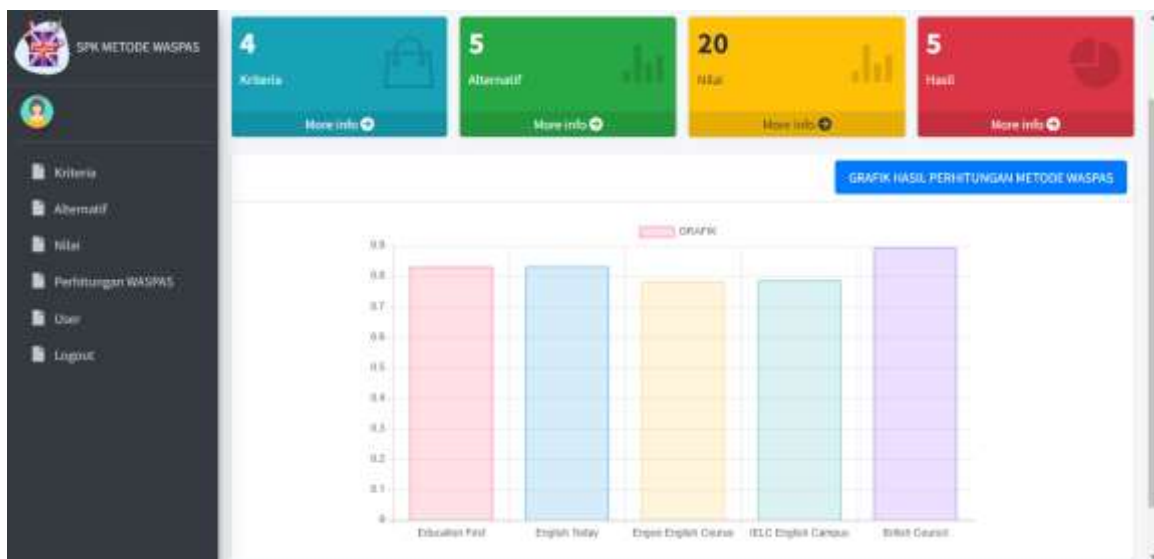 SPK METODE WASPAS
4
Kriteria
More info
5
Alternatif
More info
20
Nilai
More info
5
Hasil
More info
Kriteria
Alternatif
Nilai
Perhitungan WASPAS
User
Logout
GRAFIK HASIL PERHITUNGAN METODE WASPAS
GRAFIK
0.9
0.8
0.7
0.6
0.5
0.4
0.3
0.2
0.1
0
Education First
English Today
English Course
IELC English Campus
British Council